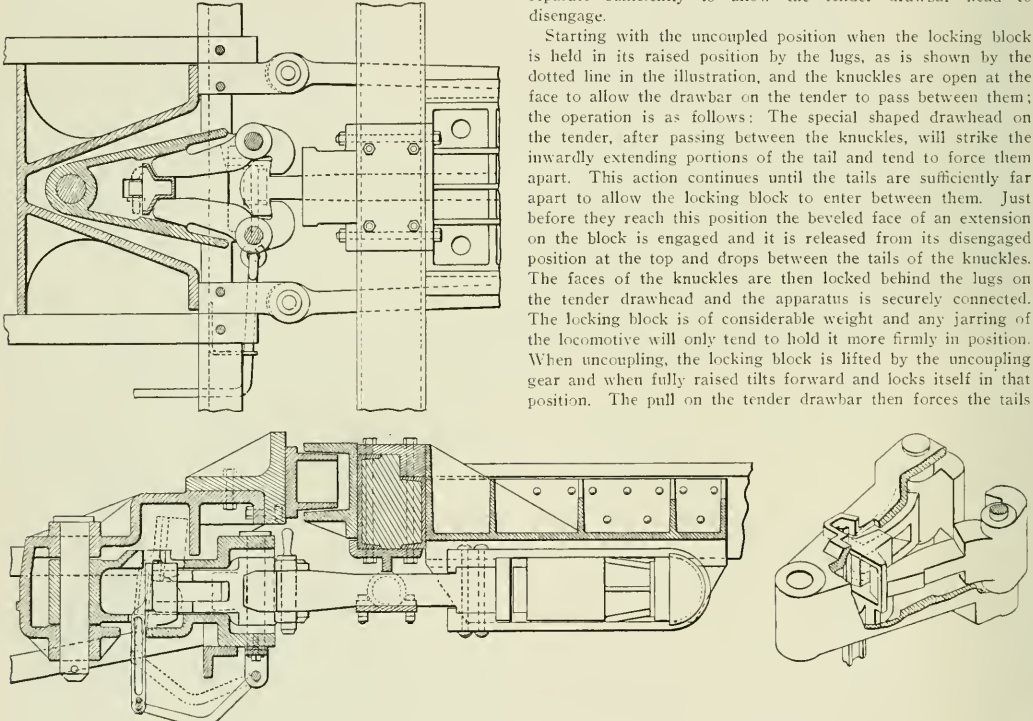 disengage.
Starting with the uncoupled position when the locking block
is held in its raised position by the lugs, as is shown by the
dotted line in the illustration, and the knuckles are open at the
face to allow the drawbar on the tender to pass between them;
the operation is as follows: The special shaped drawhead on
the tender, after passing between the knuckles, will strike the
inwardly extending portions of the tail and tend to force them
apart. This action continues until the tails are sufficiently far
apart to allow the locking block to enter between them. Just
before they reach this position the beveled face of an extension
on the block is engaged and it is released from its disengaged
position at the top and drops between the tails of the knuckles.
The faces of the knuckles are then locked behind the lugs on
the tender drawhead and the apparatus is securely connected.
The locking block is of considerable weight and any jarring of
the locomotive will only tend to hold it more firmly in position.
When uncoupling, the locking block is lifted by the uncoupling
gear and when fully raised tilts forward and locks itself in that
position. The pull on the tender drawbar then forces the tails